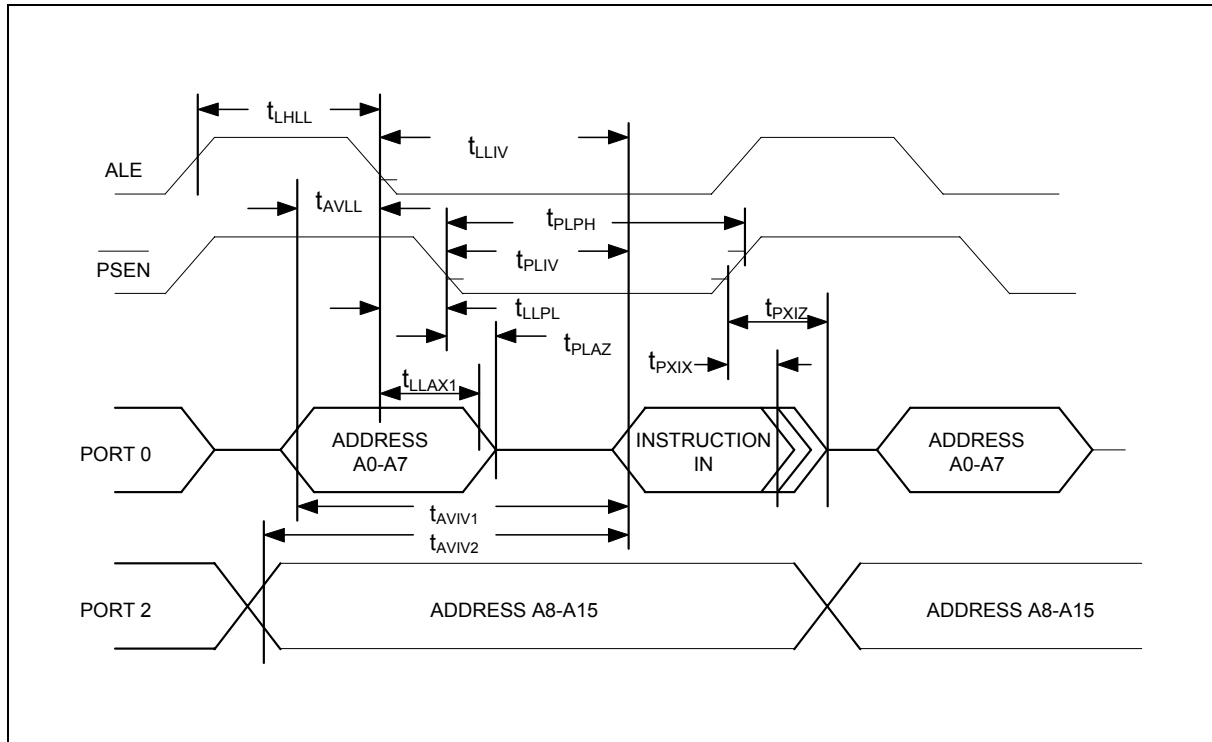 tLHLL
tLLIV
ALE
tAVLL
tPLPH
PSEN
tPLIV
tLLPL
tPXIZ
tPLAZ
tPXIX
tLLAX1
PORT 0
ADDRESS
A0-A7
INSTRUCTION
IN
ADDRESS
A0-A7
tAVIV1
tAVIV2
PORT 2
ADDRESS A8-A15
ADDRESS A8-A15